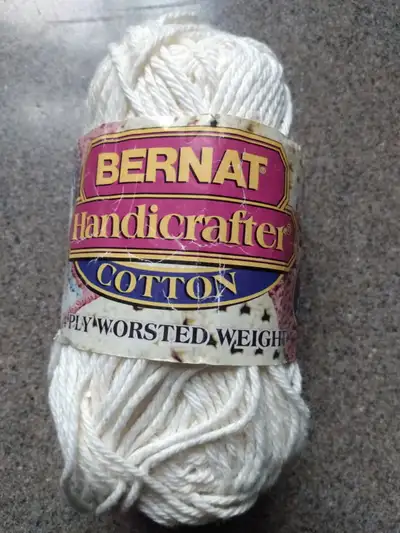 BERNAT®
Handicrafter®
COTTON
PLY WORSTED WEIGHT